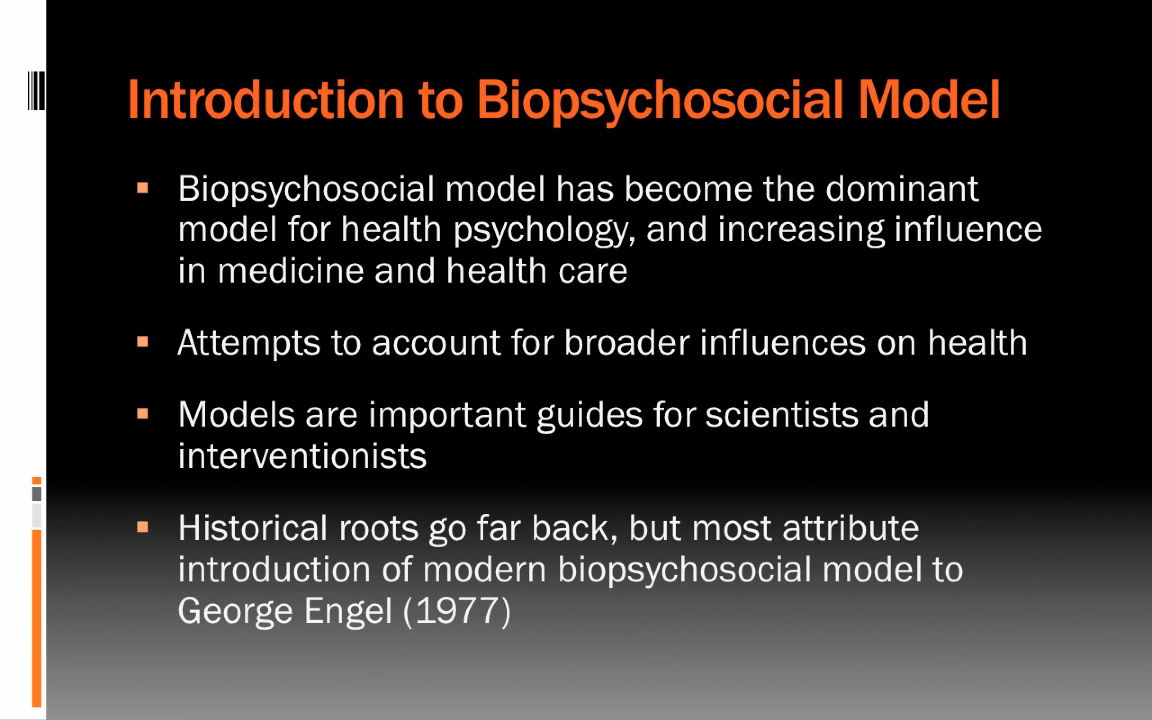 Introduction to Biopsychosocial Model
▪ Biopsychosocial model has become the dominant
model for health psychology, and increasing influence
in medicine and health care
▪ Attempts to account for broader influences on health
▪ Models are important guides for scientists and
interventionists
▪ Historical roots go far back, but most attribute
introduction of modern biopsychosocial model to
George Engel (1977)